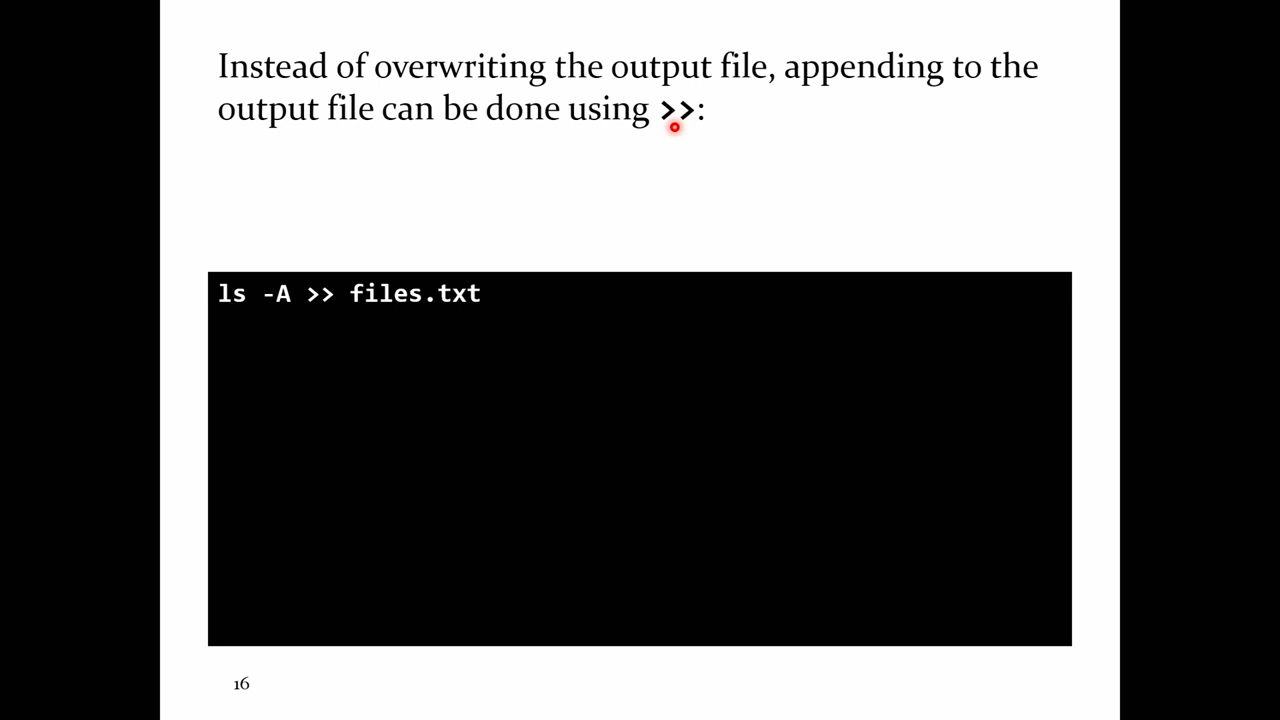 Instead of overwriting the output file, appending to the
output file can be done using >>:
ls -A >> files.txt
16